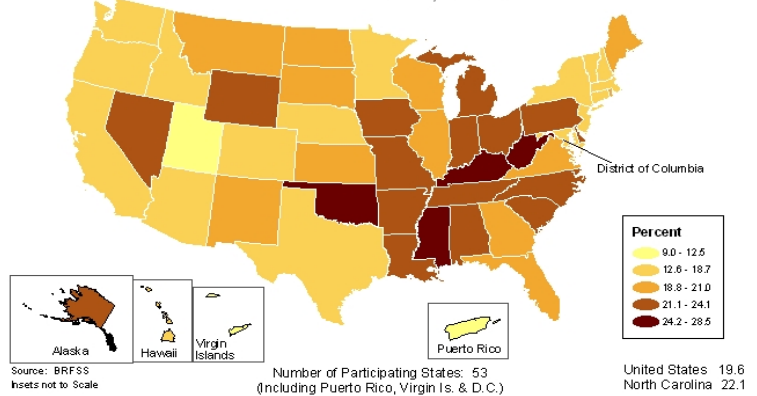 District of Columbia
Percent
9.0 - 12.5
12.6 - 18.7
18.8 - 21.0
21.1 - 24.1
24.2 - 28.5
Alaska
Hawaii
Virgin
Islands
Puerto Rico
Source: BRFSS
Insets not to Scale
Number of Participating States: 53
(Including Puerto Rico, Virgin Is. & D.C.)
United States 19.6
North Carolina 22.1